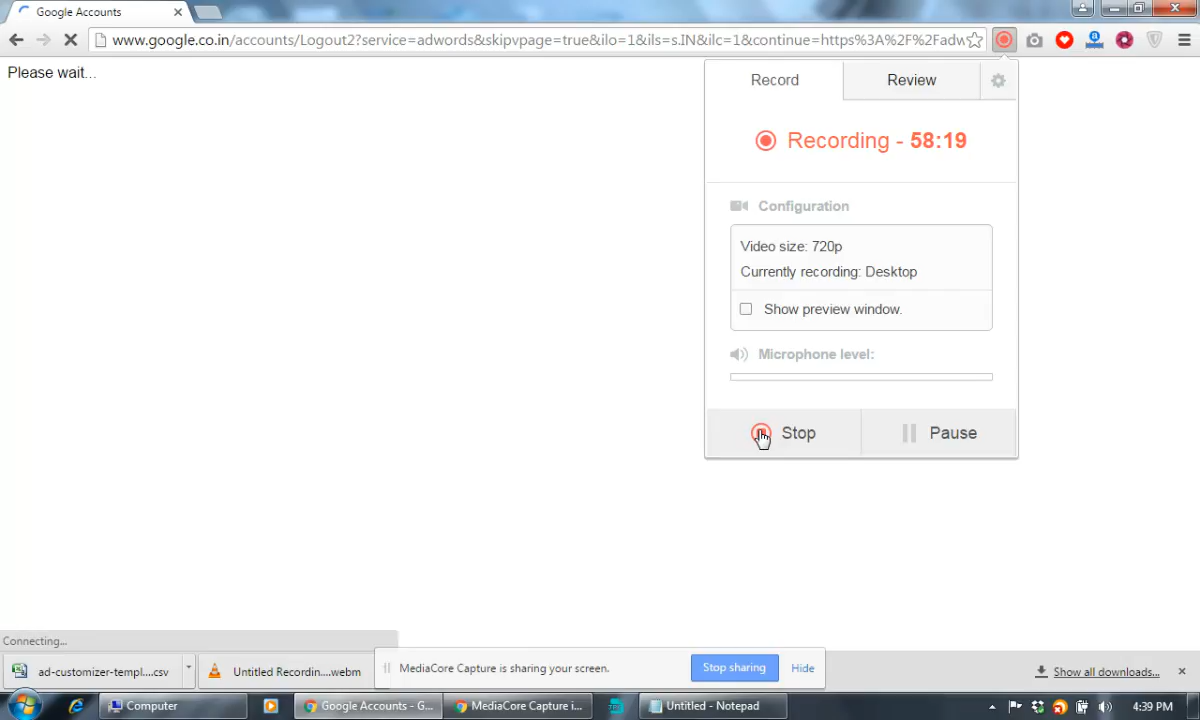 Google Accounts
www.google.co.in/accounts/Logout2?service=adwords&skipvpage=true&ilo=1&ils=s.IN&ilc=1&continue=https%3A%2F%2Fadw
Please wait...
Record
Review
Recording - 58:19
Configuration
Video size: 720p
Currently recording: Desktop
Show preview window.
Microphone level:
Stop
Pause
Connecting...
ad-customizer-templ....csv
Untitled Recordin....webm
MediaCore Capture is sharing your screen.
Stop sharing
Hide
Show all downloads...
Computer
Google Accounts - G...
MediaCore Capture i...
Untitled - Notepad
4:39 PM